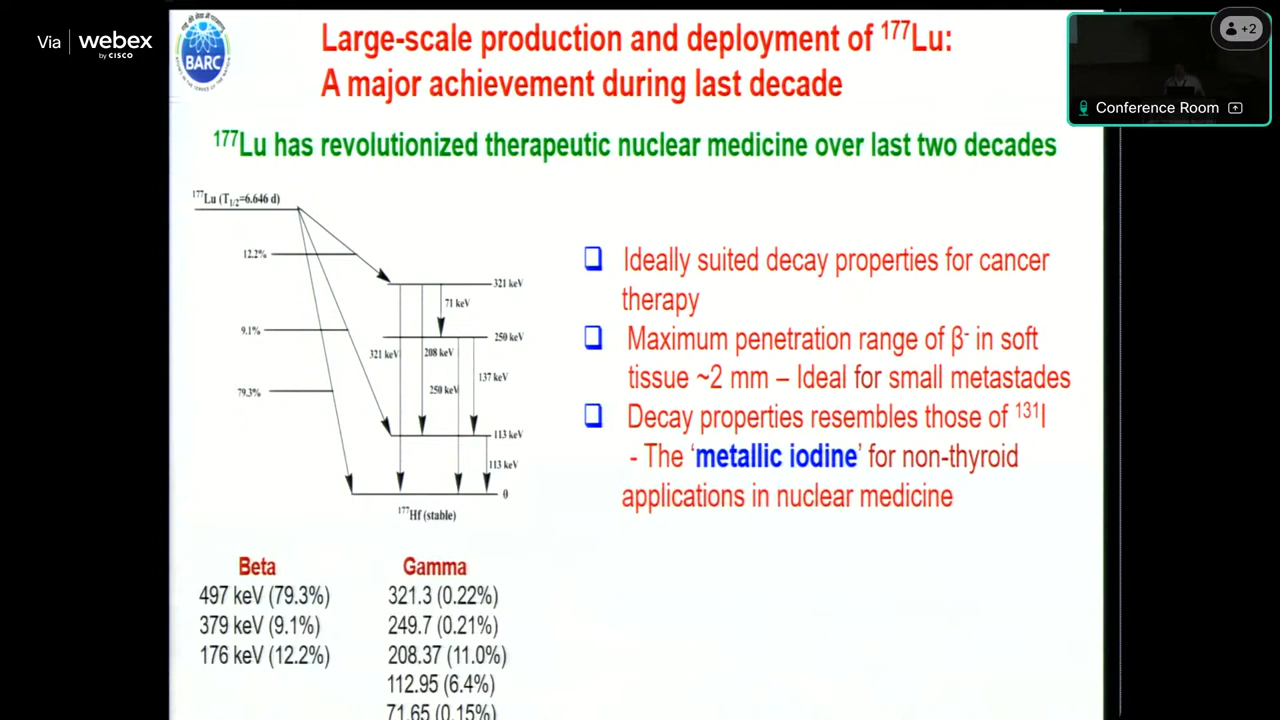 Via webex
by CISCO
BARC
Large-scale production and deployment of ¹⁷⁷Lu:
A major achievement during last decade
+2
Conference Room
¹⁷⁷Lu has revolutionized therapeutic nuclear medicine over last two decades
¹⁷⁷Lu (T1/2=6.646 d)
12.2%
321 keV
71 keV
9.1%
250 keV
321 keV
208 keV
137 keV
79.3%
250 keV
113 keV
113 keV
0
¹⁷⁷Hf (stable)
Ideally suited decay properties for cancer
therapy
Maximum penetration range of β⁻ in soft
tissue ~2 mm – Ideal for small metastades
Decay properties resembles those of ¹³¹I
- The ‘metallic iodine’ for non-thyroid
applications in nuclear medicine
Beta
497 keV (79.3%)
379 keV (9.1%)
176 keV (12.2%)
Gamma
321.3 (0.22%)
249.7 (0.21%)
208.37 (11.0%)
112.95 (6.4%)
71.65 (0.15%)